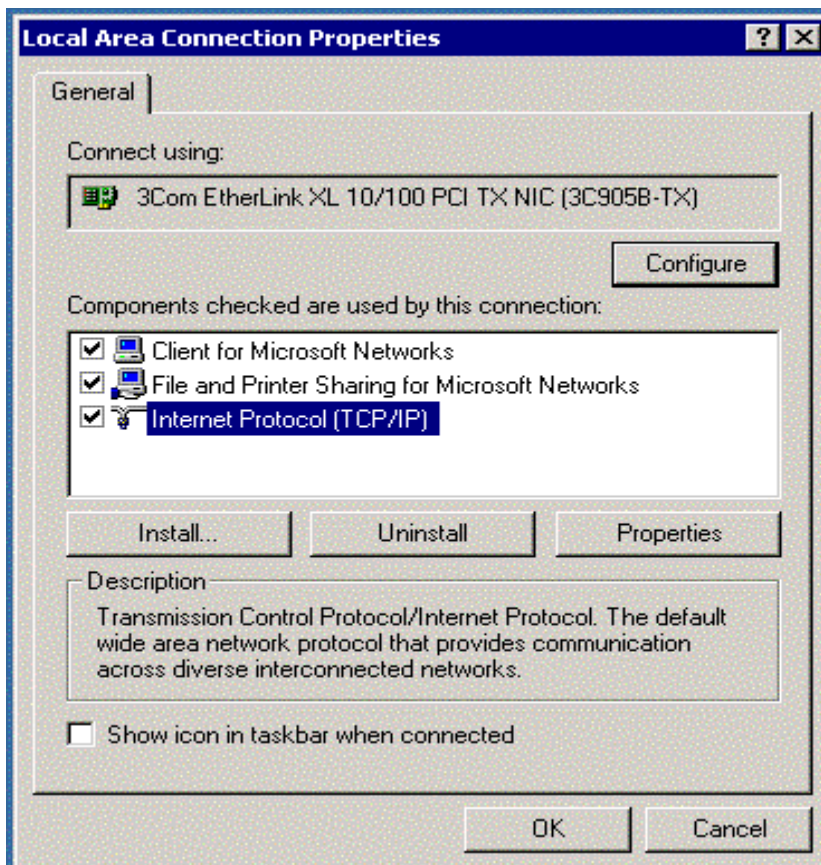 Local Area Connection Properties
General
Connect using:
3Com EtherLink XL 10/100 PCI TX NIC (3C905B-TX)
Configure
Components checked are used by this connection:
Client for Microsoft Networks
File and Printer Sharing for Microsoft Networks
Internet Protocol (TCP/IP)
Install... Uninstall Properties
Description
Transmission Control Protocol/Internet Protocol. The default
wide area network protocol that provides communication
across diverse interconnected networks.
Show icon in taskbar when connected
OK Cancel